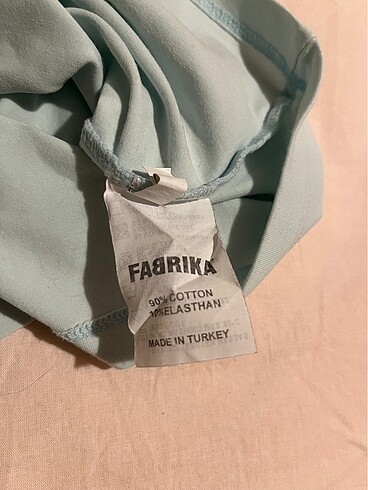 FABRIKA
90% COTTON
10%ELASTHAN
MADE IN TURKEY